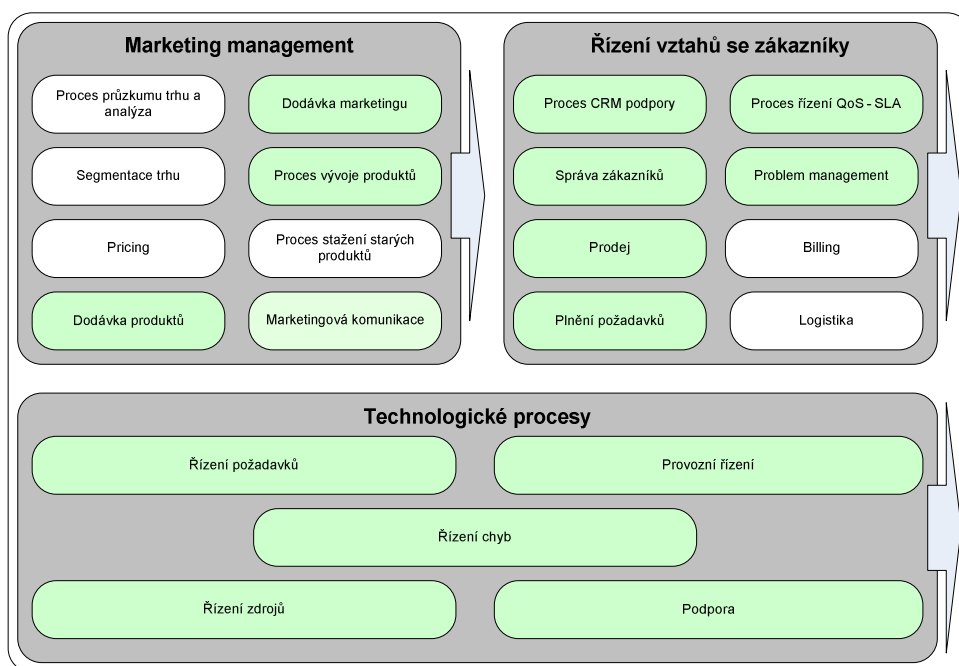 Marketing management
Proces průzkumu trhu a
analýza
Dodávka marketingu
Segmentace trhu
Proces vývoje produktů
Pricing
Proces stažení starých
produktů
Dodávka produktů
Marketingová komunikace
Řízení vztahů se zákazníky
Proces CRM podpory
Proces řízení QoS - SLA
Správa zákazníků
Problem management
Prodej
Billing
Plnění požadavků
Logistika
Technologické procesy
Řízení požadavků
Provozní řízení
Řízení chyb
Řízení zdrojů
Podpora